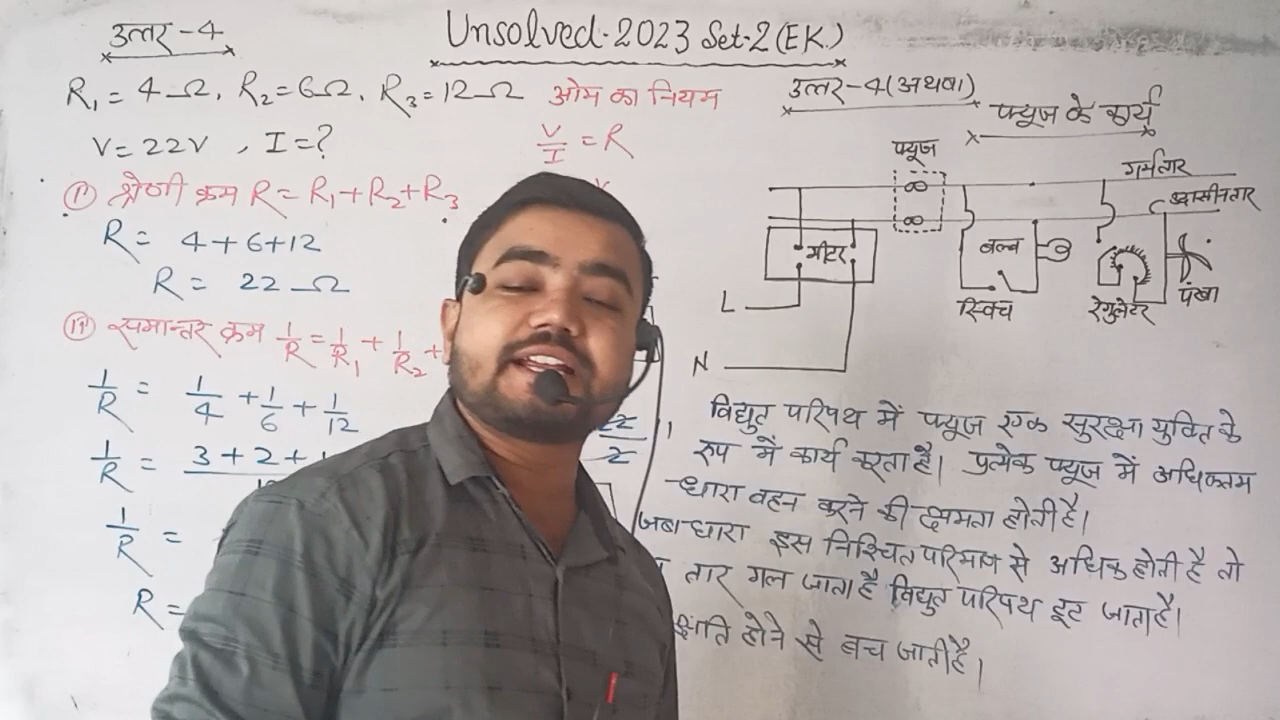 उत्तर-4
Unsolved-2023 Set-2 (EK.)
R₁ = 4Ω, R₂ = 6Ω, R₃ = 12Ω
V = 22V , I = ?
ओम का नियम
V/I = R
(i) श्रेणी क्रम R = R₁ + R₂ + R₃
R = 4 + 6 + 12
R = 22 Ω
(ii) समान्तर क्रम 1/R = 1/R₁ + 1/R₂ +
1/R = 1/4 + 1/6 + 1/12
1/R = 3 + 2 +
1/R =
R =
उत्तर-4 (अथवा)
फ्यूज के कार्य
फ्यूज
गर्मतार
उदासीनतार
मीटर
बल्ब
स्विच
रेगुलेटर
पंखा
L
N
विद्युत परिपथ में फ्यूज एक सुरक्षा युक्ति के
रुप में कार्य करता है। प्रत्येक फ्यूज में अधिकतम
धारा वहन करने की क्षमता होती है।
जब धारा इस निश्चित परिमाण से अधिक होती है तो
तार गल जाता है विद्युत परिपथ टूट जाता है।
क्षति होने से बच जाती है।